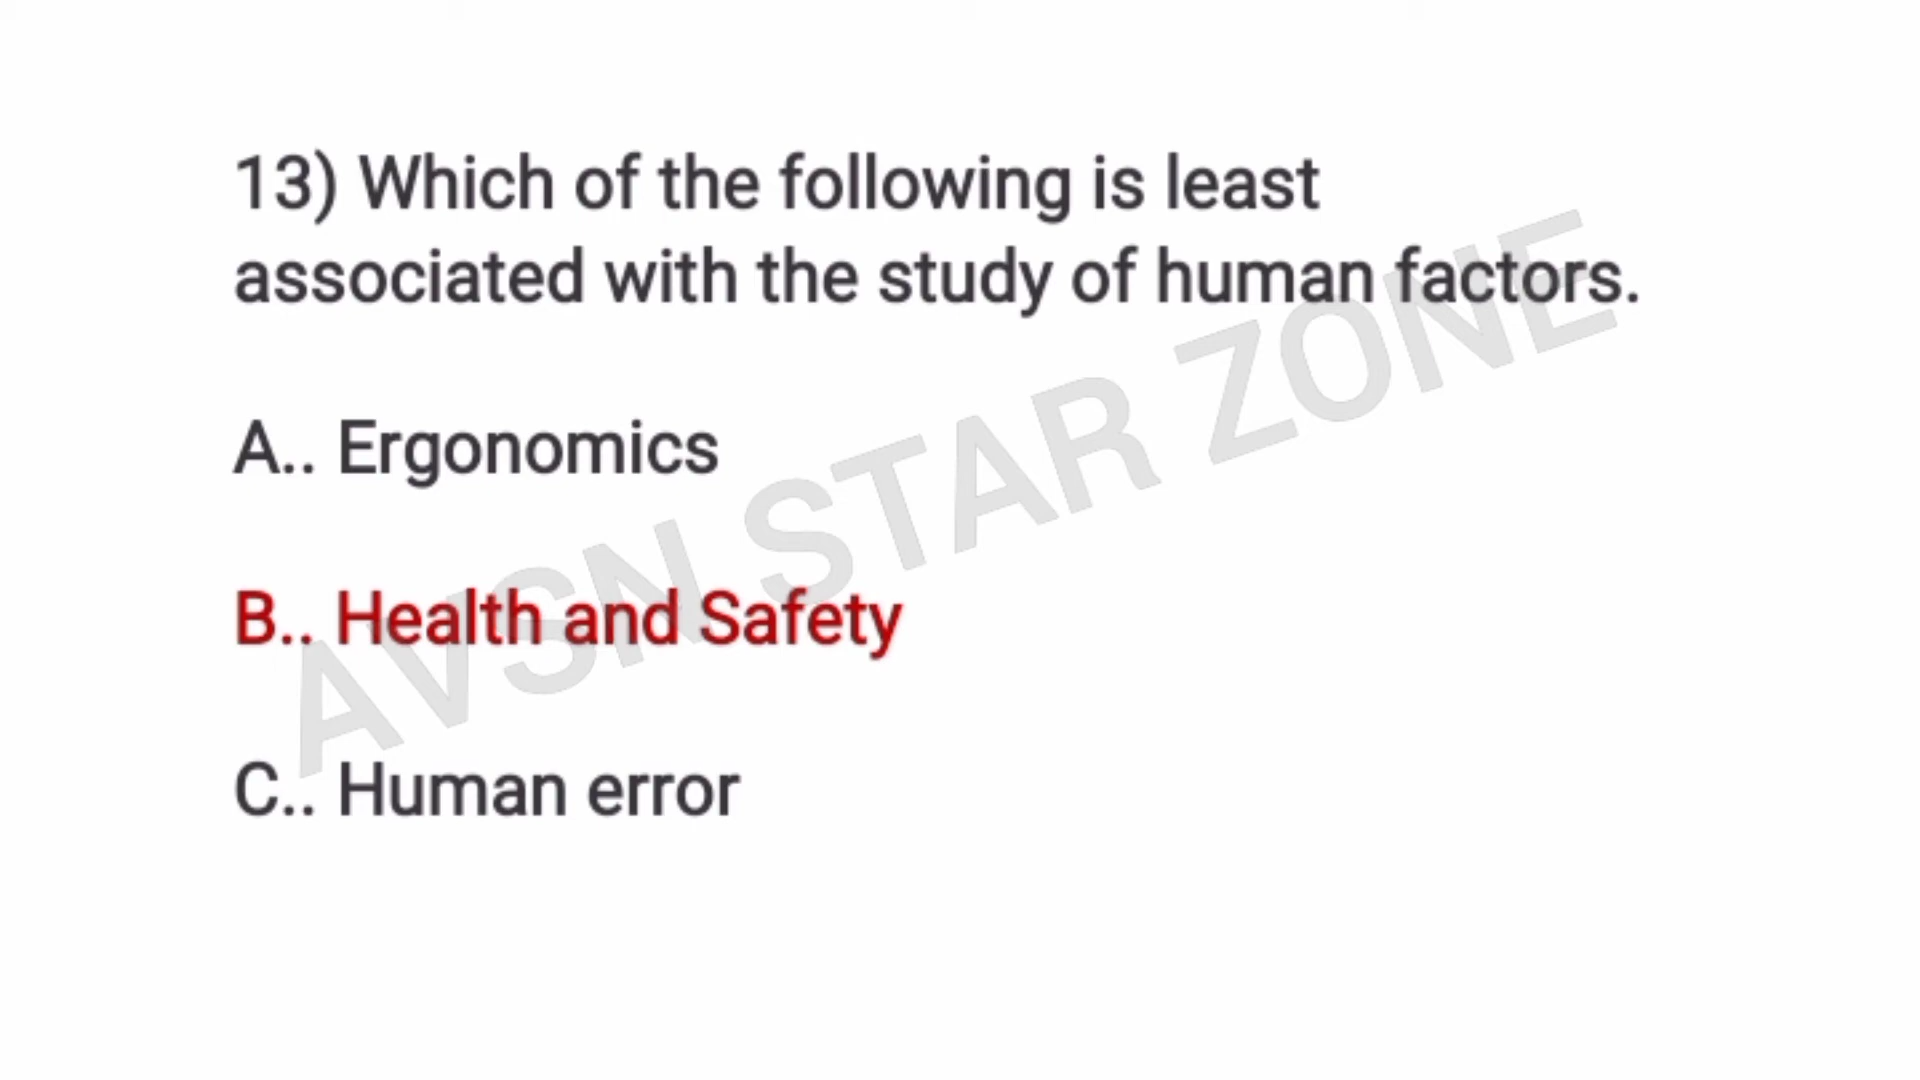 13) Which of the following is least
associated with the study of human factors.
A.. Ergonomics
B.. Health and Safety
C.. Human error
AVSN STAR ZONE